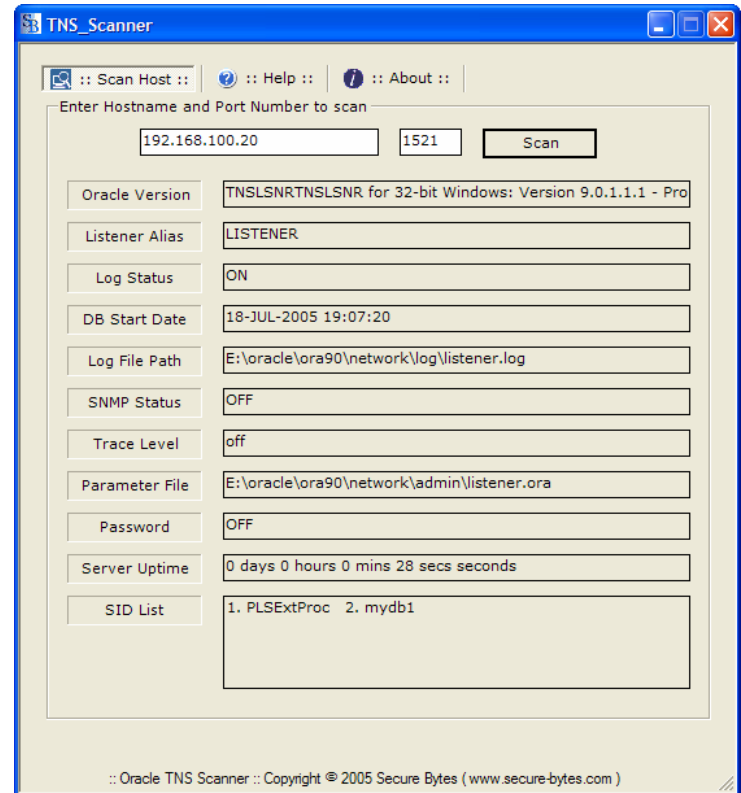 TNS_Scanner
:: Scan Host :: :: Help :: :: About ::
Enter Hostname and Port Number to scan
192.168.100.20 1521 Scan
Oracle Version TNSLSNRTNSLSNR for 32-bit Windows: Version 9.0.1.1.1 - Pro
Listener Alias LISTENER
Log Status ON
DB Start Date 18-JUL-2005 19:07:20
Log File Path E:\oracle\ora90\network\log\listener.log
SNMP Status OFF
Trace Level off
Parameter File E:\oracle\ora90\network\admin\listener.ora
Password OFF
Server Uptime 0 days 0 hours 0 mins 28 secs seconds
SID List 1. PLSExtProc 2. mydb1
:: Oracle TNS Scanner :: Copyright © 2005 Secure Bytes ( www.secure-bytes.com )